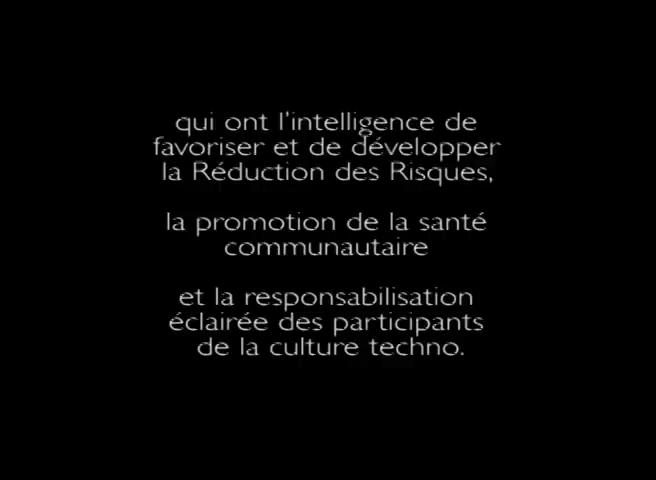 qui ont l'intelligence de
favoriser et de développer
la Réduction des Risques,
la promotion de la santé
communautaire
et la responsabilisation
éclairée des participants
de la culture techno.